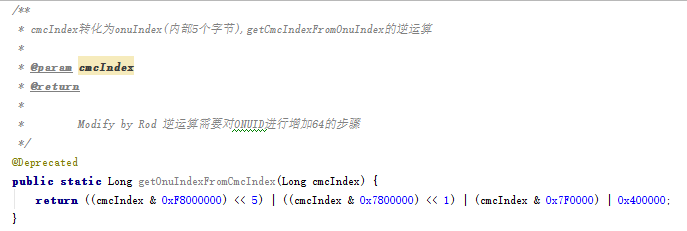 /**
* cmcIndex转化为onuIndex(内部5个字节),getCmcIndexFromOnuIndex的逆运算
*
* @param cmcIndex
* @return
*
* Modify by Rod 逆运算需要对ONUID进行增加64的步骤
*/
@Deprecated
public static Long getOnuIndexFromCmcIndex(Long cmcIndex) {
return ((cmcIndex & 0xF8000000) << 5) | ((cmcIndex & 0x7800000) << 1) | (cmcIndex & 0x7F0000) | 0x400000;
}